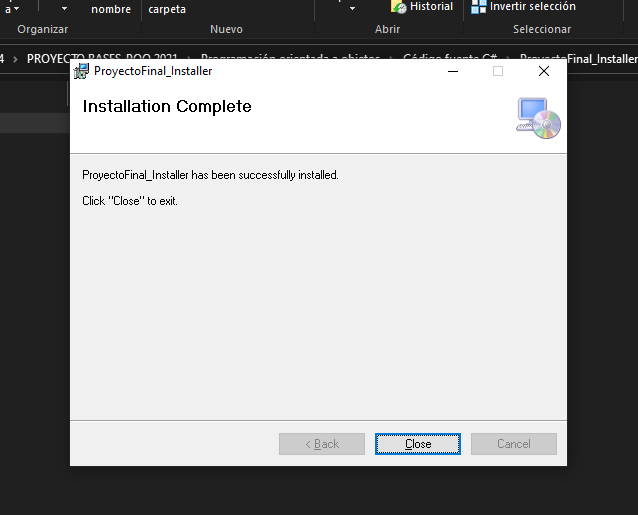 a
nombre
carpeta
Historial
Invertir selección
Organizar
Nuevo
Abrir
Seleccionar
4 > PROYECTO BASES-POO 2021 > Programación orientada a objetos > Código fuente C# > ProyectoFinal_Installer
ProyectoFinal_Installer
Installation Complete
ProyectoFinal_Installer has been successfully installed.
Click "Close" to exit.
< Back
Close
Cancel